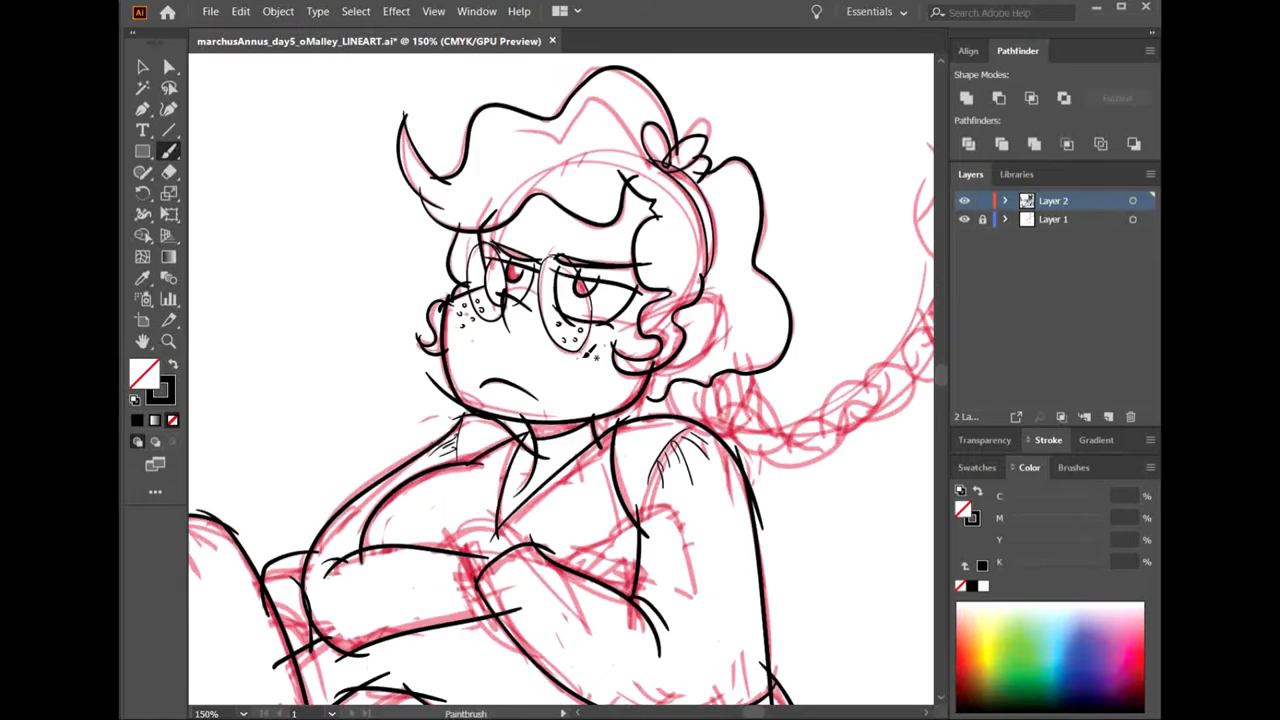 Ai File Edit Object Type Select Effect View Window Help Essentials Search Adobe Help
marchusAnnus_day5_oMalley_LINEART.ai* @ 150% (CMYK/GPU Preview)
Align Pathfinder
Shape Modes:
Expand
Pathfinders:
Layers Libraries
Layer 2
Layer 1
2 La...
Transparency Stroke Gradient
Swatches Color Brushes
C %
M %
Y %
K %
150% 1 Paintbrush